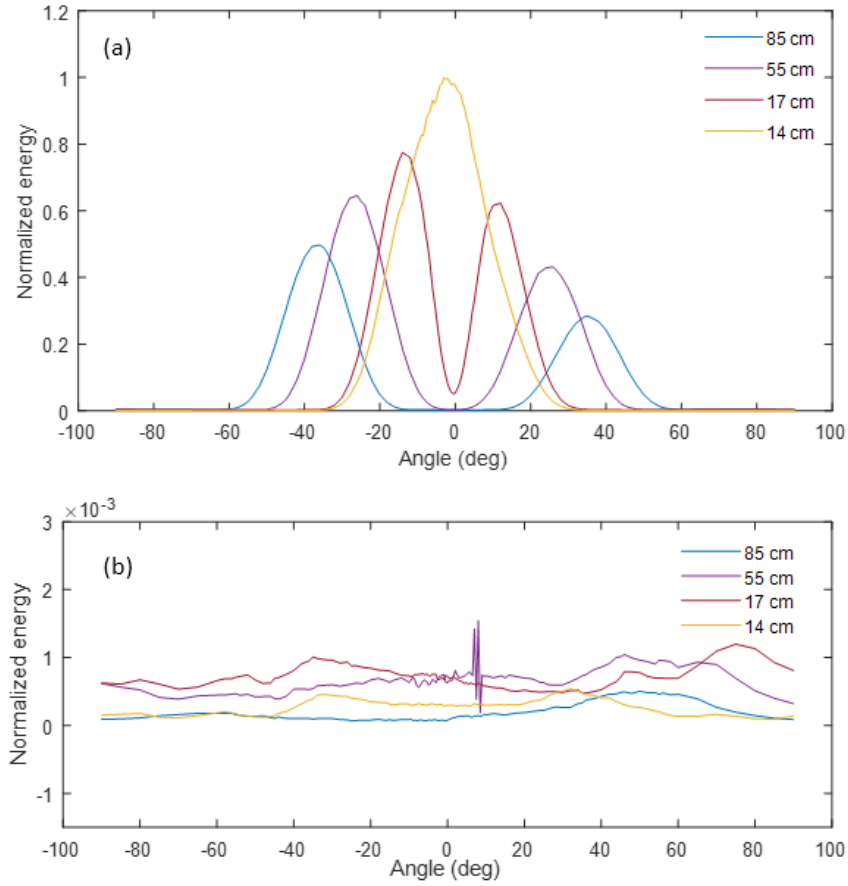 1.2
(a)
85 cm
1
55 cm
17 cm
0.8
14 cm
Normalized energy
0.6
0.4
0.2
0
-100 -80 -60 -40 -20 0 20 40 60 80 100
Angle (deg)
×10-3
3
(b)
85 cm
55 cm
2
17 cm
14 cm
Normalized energy
1
0
-1
-100 -80 -60 -40 -20 0 20 40 60 80 100
Angle (deg)